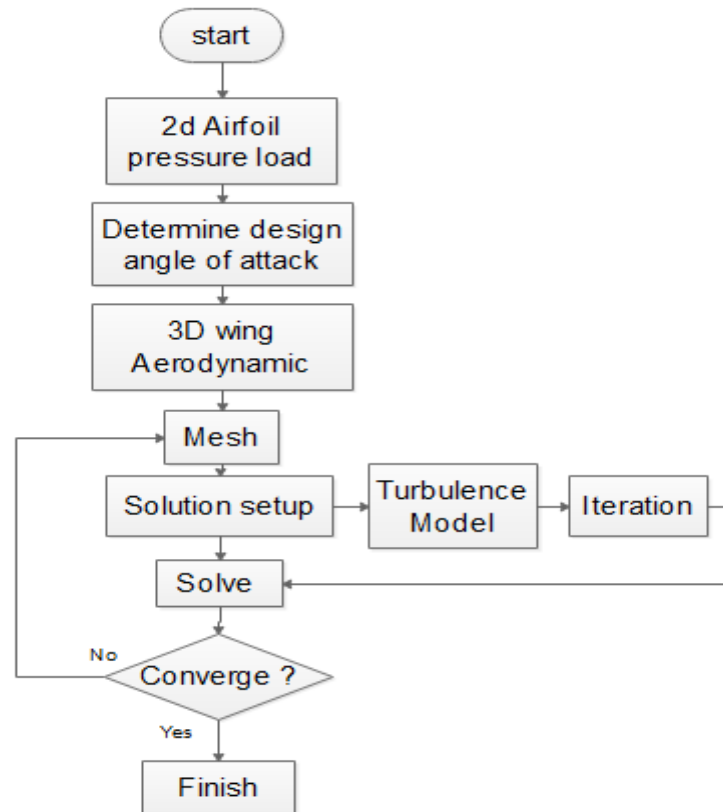 start
2d Airfoil
pressure load
Determine design
angle of attack
3D wing
Aerodynamic
Mesh
Solution setup
Turbulence
Model
Iteration
Solve
Converge ?
No
Yes
Finish